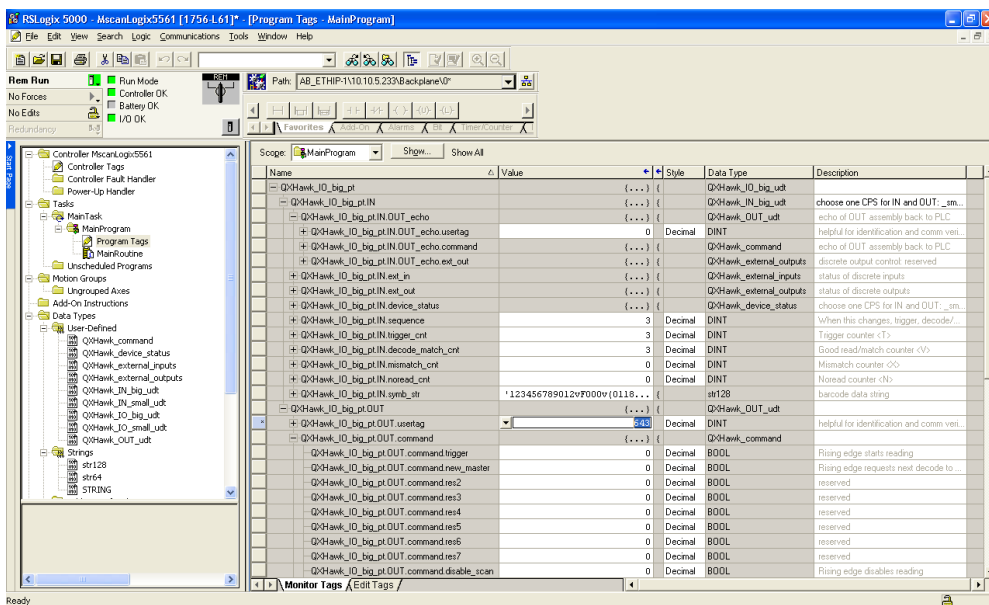 RSLogix 5000 - MscanLogix5561 [1756-L61]* - [Program Tags - MainProgram]
File Edit View Search Logic Communications Tools Window Help
Rem Run
Run Mode
REM
Path: AB_ETHIP-1\10.10.5.233\Backplane\0*
No Forces
Controller OK
No Edits
Battery OK
Redundancy
I/O OK
Favorites Add-On Alarms Bit Timer/Counter
Start Page
Controller MscanLogix5561
Controller Tags
Controller Fault Handler
Power-Up Handler
Tasks
MainTask
MainProgram
Program Tags
MainRoutine
Unscheduled Programs
Motion Groups
Ungrouped Axes
Add-On Instructions
Data Types
User-Defined
QXHawk_command
QXHawk_device_status
QXHawk_external_inputs
QXHawk_external_outputs
QXHawk_IN_big_udt
QXHawk_IN_small_udt
QXHawk_IO_big_udt
QXHawk_IO_small_udt
QXHawk_OUT_udt
Strings
str128
str64
STRING
Scope: MainProgram Show... Show All
Name Value Style Data Type Description
QXHawk_IO_big_pt {...} { QXHawk_IO_big_udt
QXHawk_IO_big_pt.IN {...} { QXHawk_IN_big_udt choose one CPS for IN and OUT: _sm...
QXHawk_IO_big_pt.IN.OUT_echo {...} { QXHawk_OUT_udt echo of OUT assembly back to PLC
QXHawk_IO_big_pt.IN.OUT_echo.usertag 0 Decimal DINT helpful for identification and comm veri...
QXHawk_IO_big_pt.IN.OUT_echo.command {...} { QXHawk_command echo of OUT assembly back to PLC
QXHawk_IO_big_pt.IN.OUT_echo.ext_out {...} { QXHawk_external_outputs discrete output control: reserved
QXHawk_IO_big_pt.IN.ext_in {...} { QXHawk_external_inputs status of discrete inputs
QXHawk_IO_big_pt.IN.ext_out {...} { QXHawk_external_outputs status of discrete outputs
QXHawk_IO_big_pt.IN.device_status {...} { QXHawk_device_status choose one CPS for IN and OUT: _sm...
QXHawk_IO_big_pt.IN.sequence 3 Decimal DINT When this changes, trigger, decode/...
QXHawk_IO_big_pt.IN.trigger_cnt 3 Decimal DINT Trigger counter <T>
QXHawk_IO_big_pt.IN.decode_match_cnt 3 Decimal DINT Good read/match counter <V>
QXHawk_IO_big_pt.IN.mismatch_cnt 0 Decimal DINT Mismatch counter <X>
QXHawk_IO_big_pt.IN.noread_cnt 0 Decimal DINT Noread counter <N>
QXHawk_IO_big_pt.IN.symb_str '123456789012vF000v(0118... { str128 barcode data string
QXHawk_IO_big_pt.OUT {...} { QXHawk_OUT_udt
QXHawk_IO_big_pt.OUT.usertag 643 Decimal DINT helpful for identification and comm veri...
QXHawk_IO_big_pt.OUT.command {...} { QXHawk_command
QXHawk_IO_big_pt.OUT.command.trigger 0 Decimal BOOL Rising edge starts reading
QXHawk_IO_big_pt.OUT.command.new_master 0 Decimal BOOL Rising edge requests next decode to ...
QXHawk_IO_big_pt.OUT.command.res2 0 Decimal BOOL reserved
QXHawk_IO_big_pt.OUT.command.res3 0 Decimal BOOL reserved
QXHawk_IO_big_pt.OUT.command.res4 0 Decimal BOOL reserved
QXHawk_IO_big_pt.OUT.command.res5 0 Decimal BOOL reserved
QXHawk_IO_big_pt.OUT.command.res6 0 Decimal BOOL reserved
QXHawk_IO_big_pt.OUT.command.res7 0 Decimal BOOL reserved
QXHawk_IO_big_pt.OUT.command.disable_scan 0 Decimal BOOL Rising edge disables reading
Monitor Tags Edit Tags
Ready